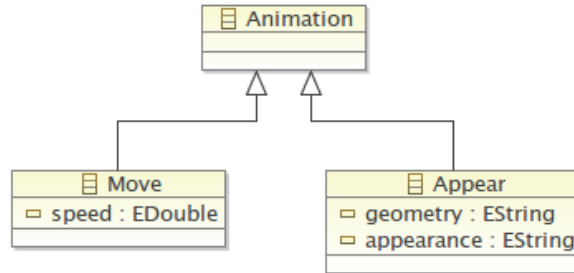 Animation
Move
speed : EDouble
Appear
geometry : EString
appearance : EString